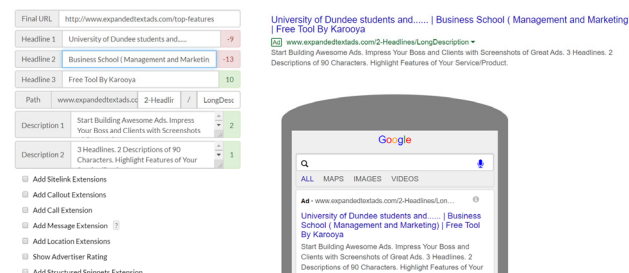 Final URL http://www.expandedtextads.com/top-features
Headline 1 University of Dundee students and...... -9
Headline 2 Business School ( Management and Marketin -13
Headline 3 Free Tool By Karooya 10
Path www.expandedtextads.co 2-Headlir / LongDesc
Description 1 Start Building Awesome Ads. Impress
Your Boss and Clients with Screenshots 2
Description 2 3 Headlines. 2 Descriptions of 90
Characters. Highlight Features of Your 1
Add Sitelink Extensions
Add Callout Extensions
Add Call Extension
Add Message Extension ?
Add Location Extensions
Show Advertiser Rating
Add Structured Snippets Extension
University of Dundee students and...... | Business School ( Management and Marketing)
| Free Tool By Karooya
Ad www.expandedtextads.com/2-Headlines/LongDescription
Start Building Awesome Ads. Impress Your Boss and Clients with Screenshots of Great Ads. 3 Headlines. 2
Descriptions of 90 Characters. Highlight Features of Your Service/Product.
Google
ALL MAPS IMAGES VIDEOS
Ad - www.expandedtextads.com/2-Headlines/Lon...
University of Dundee students and...... | Business
School ( Management and Marketing) | Free Tool
By Karooya
Start Building Awesome Ads. Impress Your Boss and
Clients with Screenshots of Great Ads. 3 Headlines. 2
Descriptions of 90 Characters. Highlight Features of Your